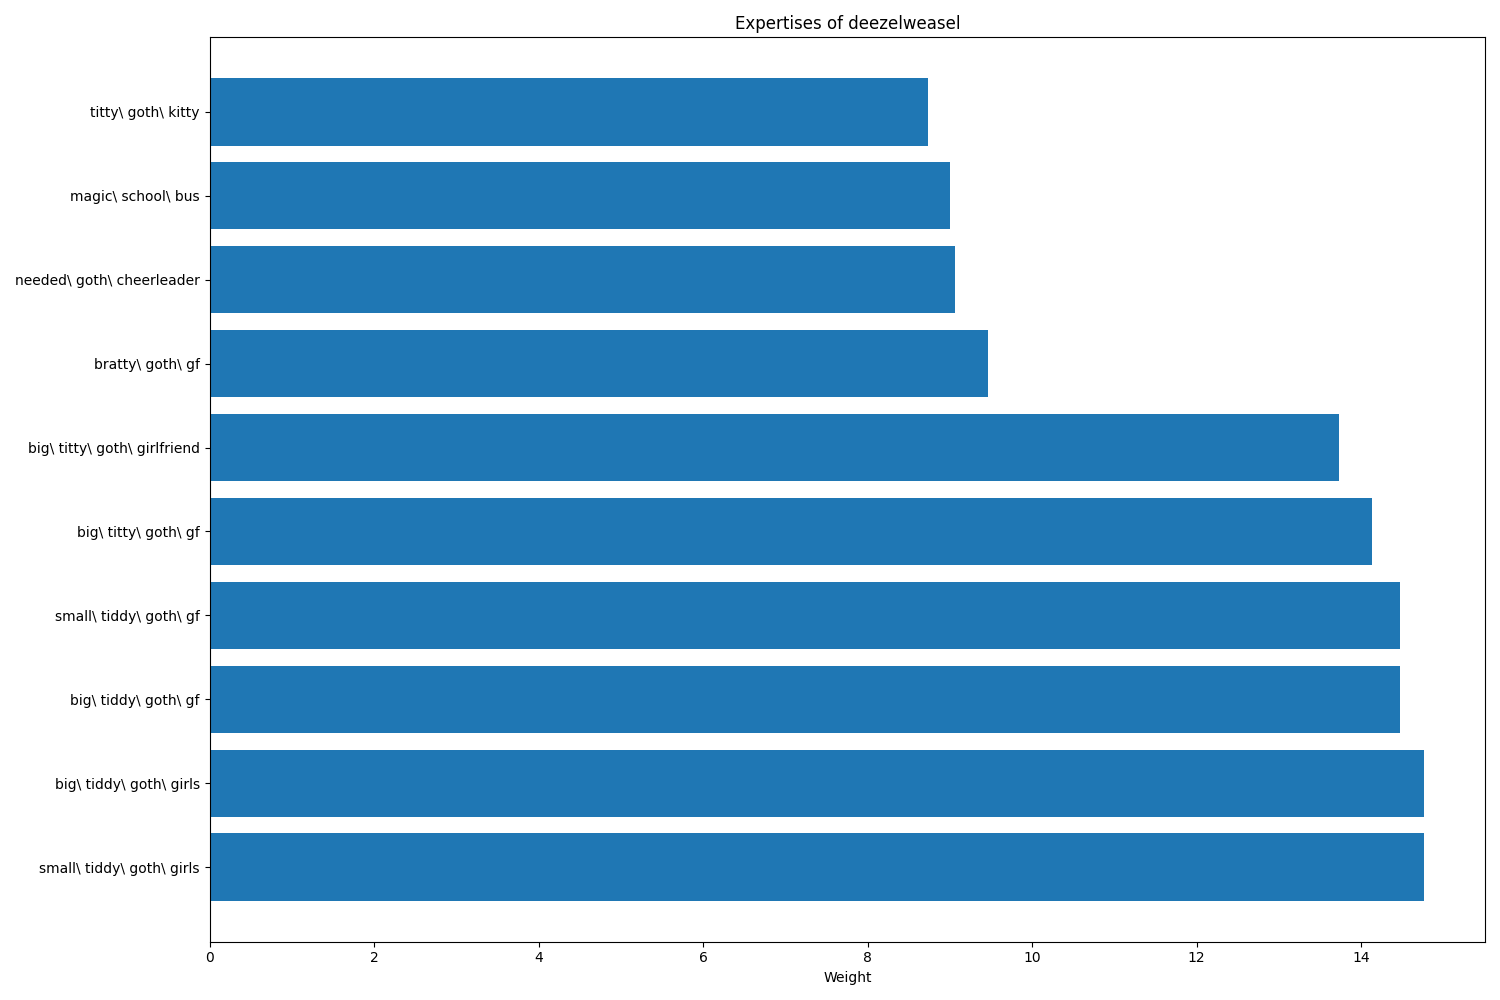 Expertises of deezelweasel
titty\ goth\ kitty
magic\ school\ bus
needed\ goth\ cheerleader
bratty\ goth\ gf
big\ titty\ goth\ girlfriend
big\ titty\ goth\ gf
small\ tiddy\ goth\ gf
big\ tiddy\ goth\ gf
big\ tiddy\ goth\ girls
small\ tiddy\ goth\ girls
0 2 4 6 8 10 12 14
Weight